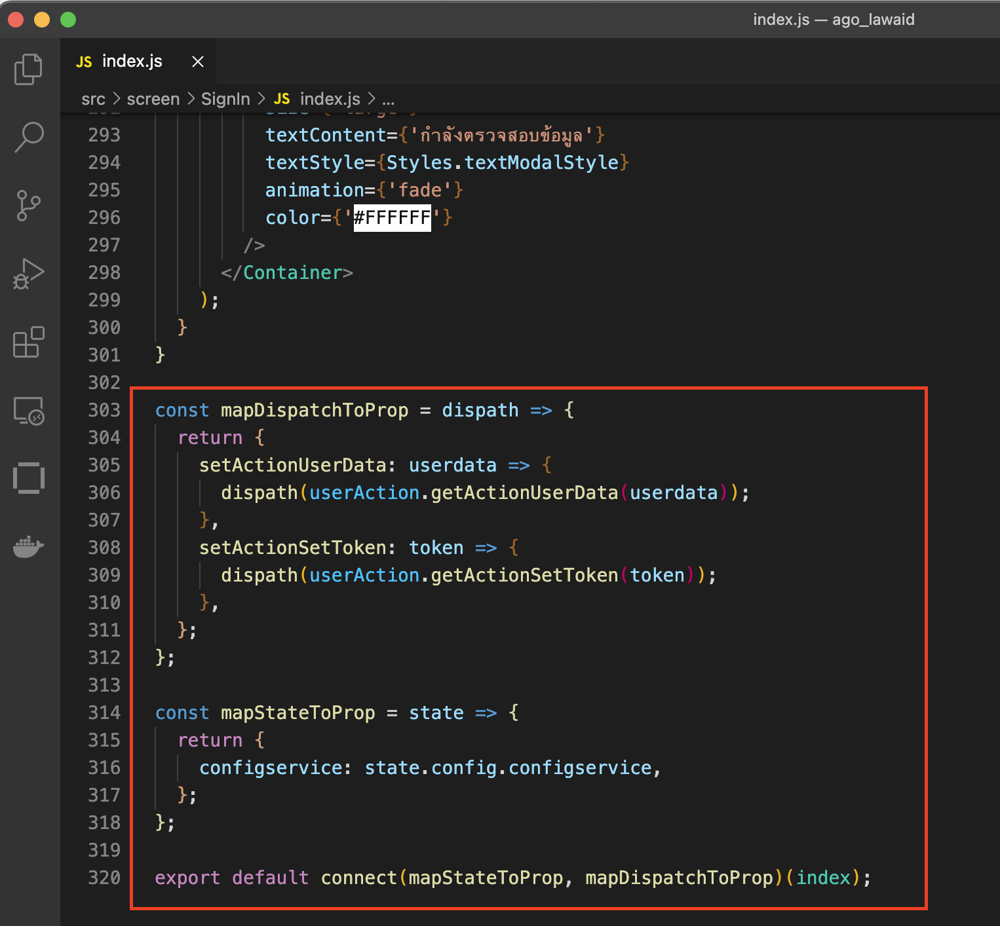 index.js — ago_lawaid
JS index.js
src > screen > SignIn > JS index.js > ...
293 textContent={'กำลังตรวจสอบข้อมูล'}
294 textStyle={Styles.textModalStyle}
295 animation={'fade'}
296 color={'#FFFFFF'}
297 />
298 </Container>
299 );
300 }
301 }
302
303 const mapDispatchToProp = dispath => {
304 return {
305 setActionUserData: userdata => {
306 dispath(userAction.getActionUserData(userdata));
307 },
308 setActionSetToken: token => {
309 dispath(userAction.getActionSetToken(token));
310 },
311 };
312 };
313
314 const mapStateToProp = state => {
315 return {
316 configservice: state.config.configservice,
317 };
318 };
319
320 export default connect(mapStateToProp, mapDispatchToProp)(index);